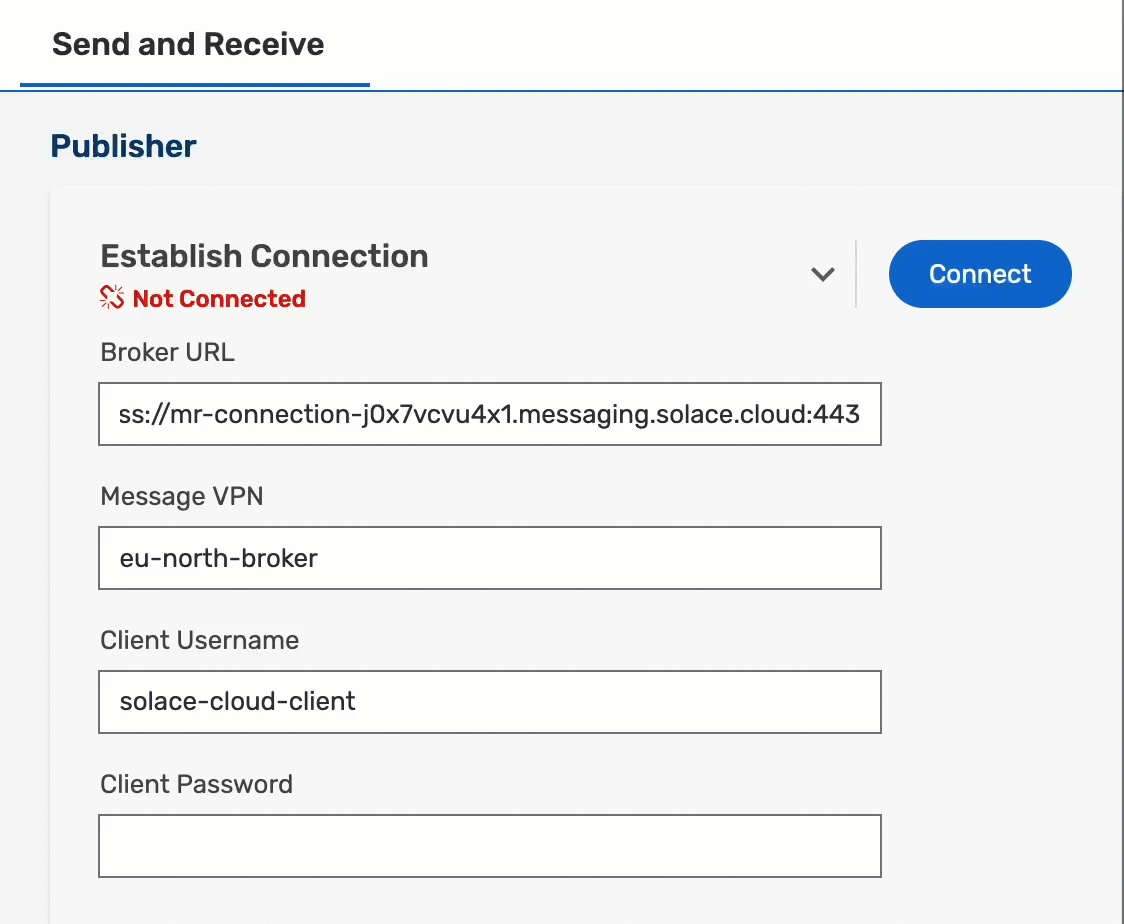 Send and Receive
Publisher
Establish Connection
Connect
Not Connected
Broker URL
ss://mr-connection-j0x7vcvu4x1.messaging.solace.cloud:443
Message VPN
eu-north-broker
Client Username
solace-cloud-client
Client Password